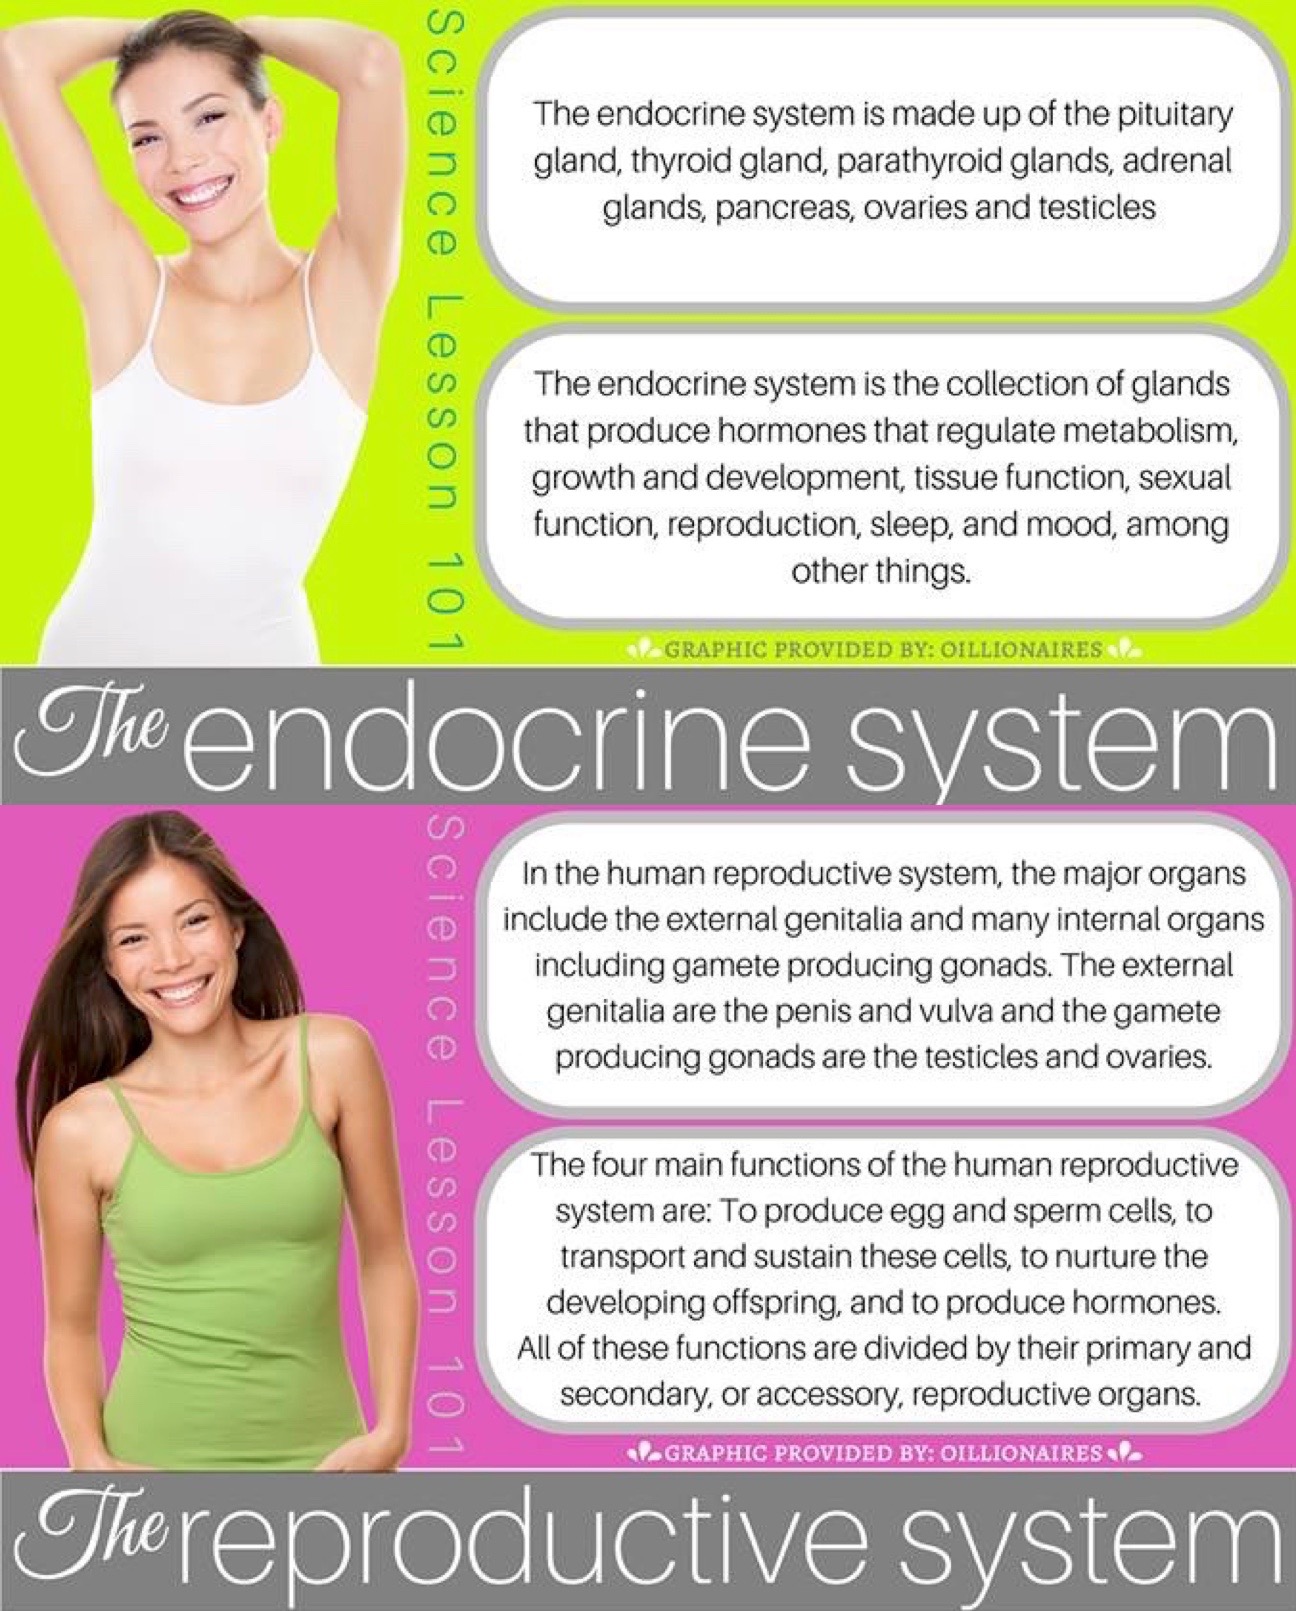 Science Lesson 101
The endocrine system is made up of the pituitary
gland, thyroid gland, parathyroid glands, adrenal
glands, pancreas, ovaries and testicles
The endocrine system is the collection of glands
that produce hormones that regulate metabolism,
growth and development, tissue function, sexual
function, reproduction, sleep, and mood, among
other things.
GRAPHIC PROVIDED BY: OILLIONAIRES
The endocrine system
Science Lesson 101
In the human reproductive system, the major organs
include the external genitalia and many internal organs
including gamete producing gonads. The external
genitalia are the penis and vulva and the gamete
producing gonads are the testicles and ovaries.
The four main functions of the human reproductive
system are: To produce egg and sperm cells, to
transport and sustain these cells, to nurture the
developing offspring, and to produce hormones.
All of these functions are divided by their primary and
secondary, or accessory, reproductive organs.
GRAPHIC PROVIDED BY: OILLIONAIRES
The reproductive system